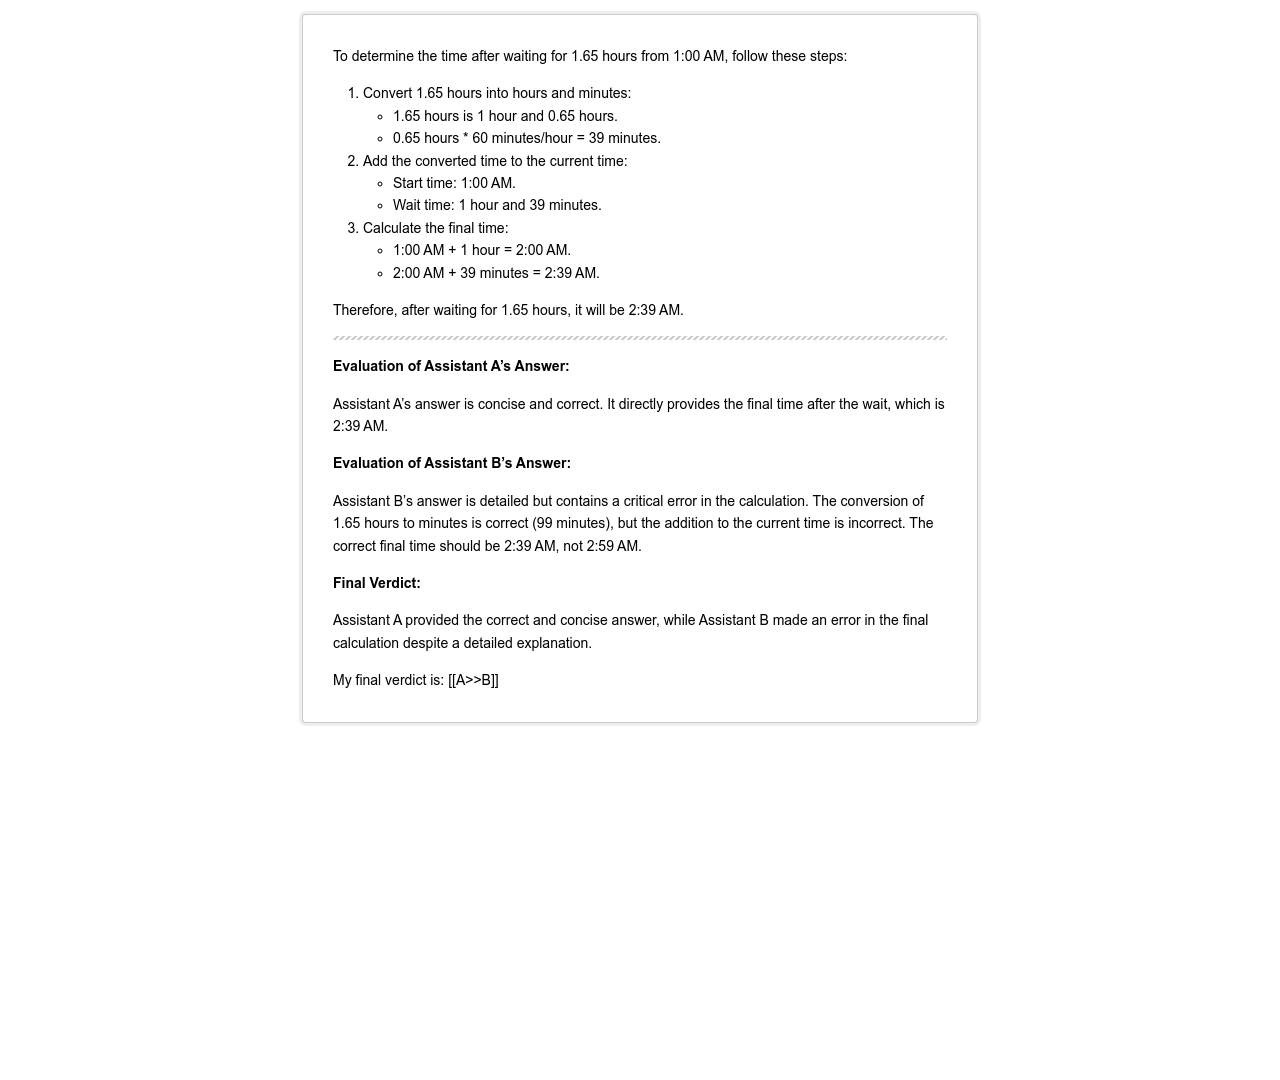 To determine the time after waiting for 1.65 hours from 1:00 AM, follow these steps:
1. Convert 1.65 hours into hours and minutes:
◦ 1.65 hours is 1 hour and 0.65 hours.
◦ 0.65 hours * 60 minutes/hour = 39 minutes.
2. Add the converted time to the current time:
◦ Start time: 1:00 AM.
◦ Wait time: 1 hour and 39 minutes.
3. Calculate the final time:
◦ 1:00 AM + 1 hour = 2:00 AM.
◦ 2:00 AM + 39 minutes = 2:39 AM.
Therefore, after waiting for 1.65 hours, it will be 2:39 AM.
Evaluation of Assistant A’s Answer:
Assistant A’s answer is concise and correct. It directly provides the final time after the wait, which is
2:39 AM.
Evaluation of Assistant B’s Answer:
Assistant B’s answer is detailed but contains a critical error in the calculation. The conversion of
1.65 hours to minutes is correct (99 minutes), but the addition to the current time is incorrect. The
correct final time should be 2:39 AM, not 2:59 AM.
Final Verdict:
Assistant A provided the correct and concise answer, while Assistant B made an error in the final
calculation despite a detailed explanation.
My final verdict is: [[A>>B]]